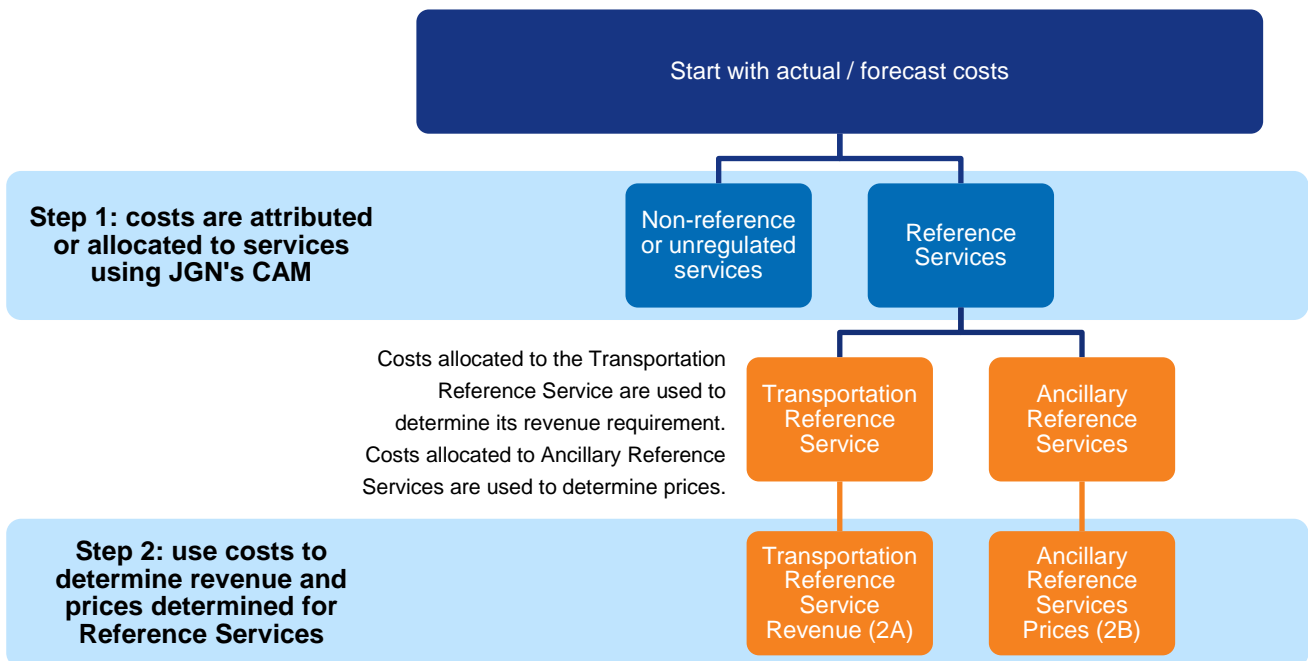 Start with actual / forecast costs
Step 1: costs are attributed
or allocated to services
using JGN's CAM
Non-reference
or unregulated
services
Reference
Services
Costs allocated to the Transportation
Reference Service are used to
determine its revenue requirement.
Costs allocated to Ancillary Reference
Services are used to determine prices.
Transportation
Reference
Service
Ancillary
Reference
Services
Step 2: use costs to
determine revenue and
prices determined for
Reference Services
Transportation
Reference
Service
Revenue (2A)
Ancillary
Reference
Services
Prices (2B)